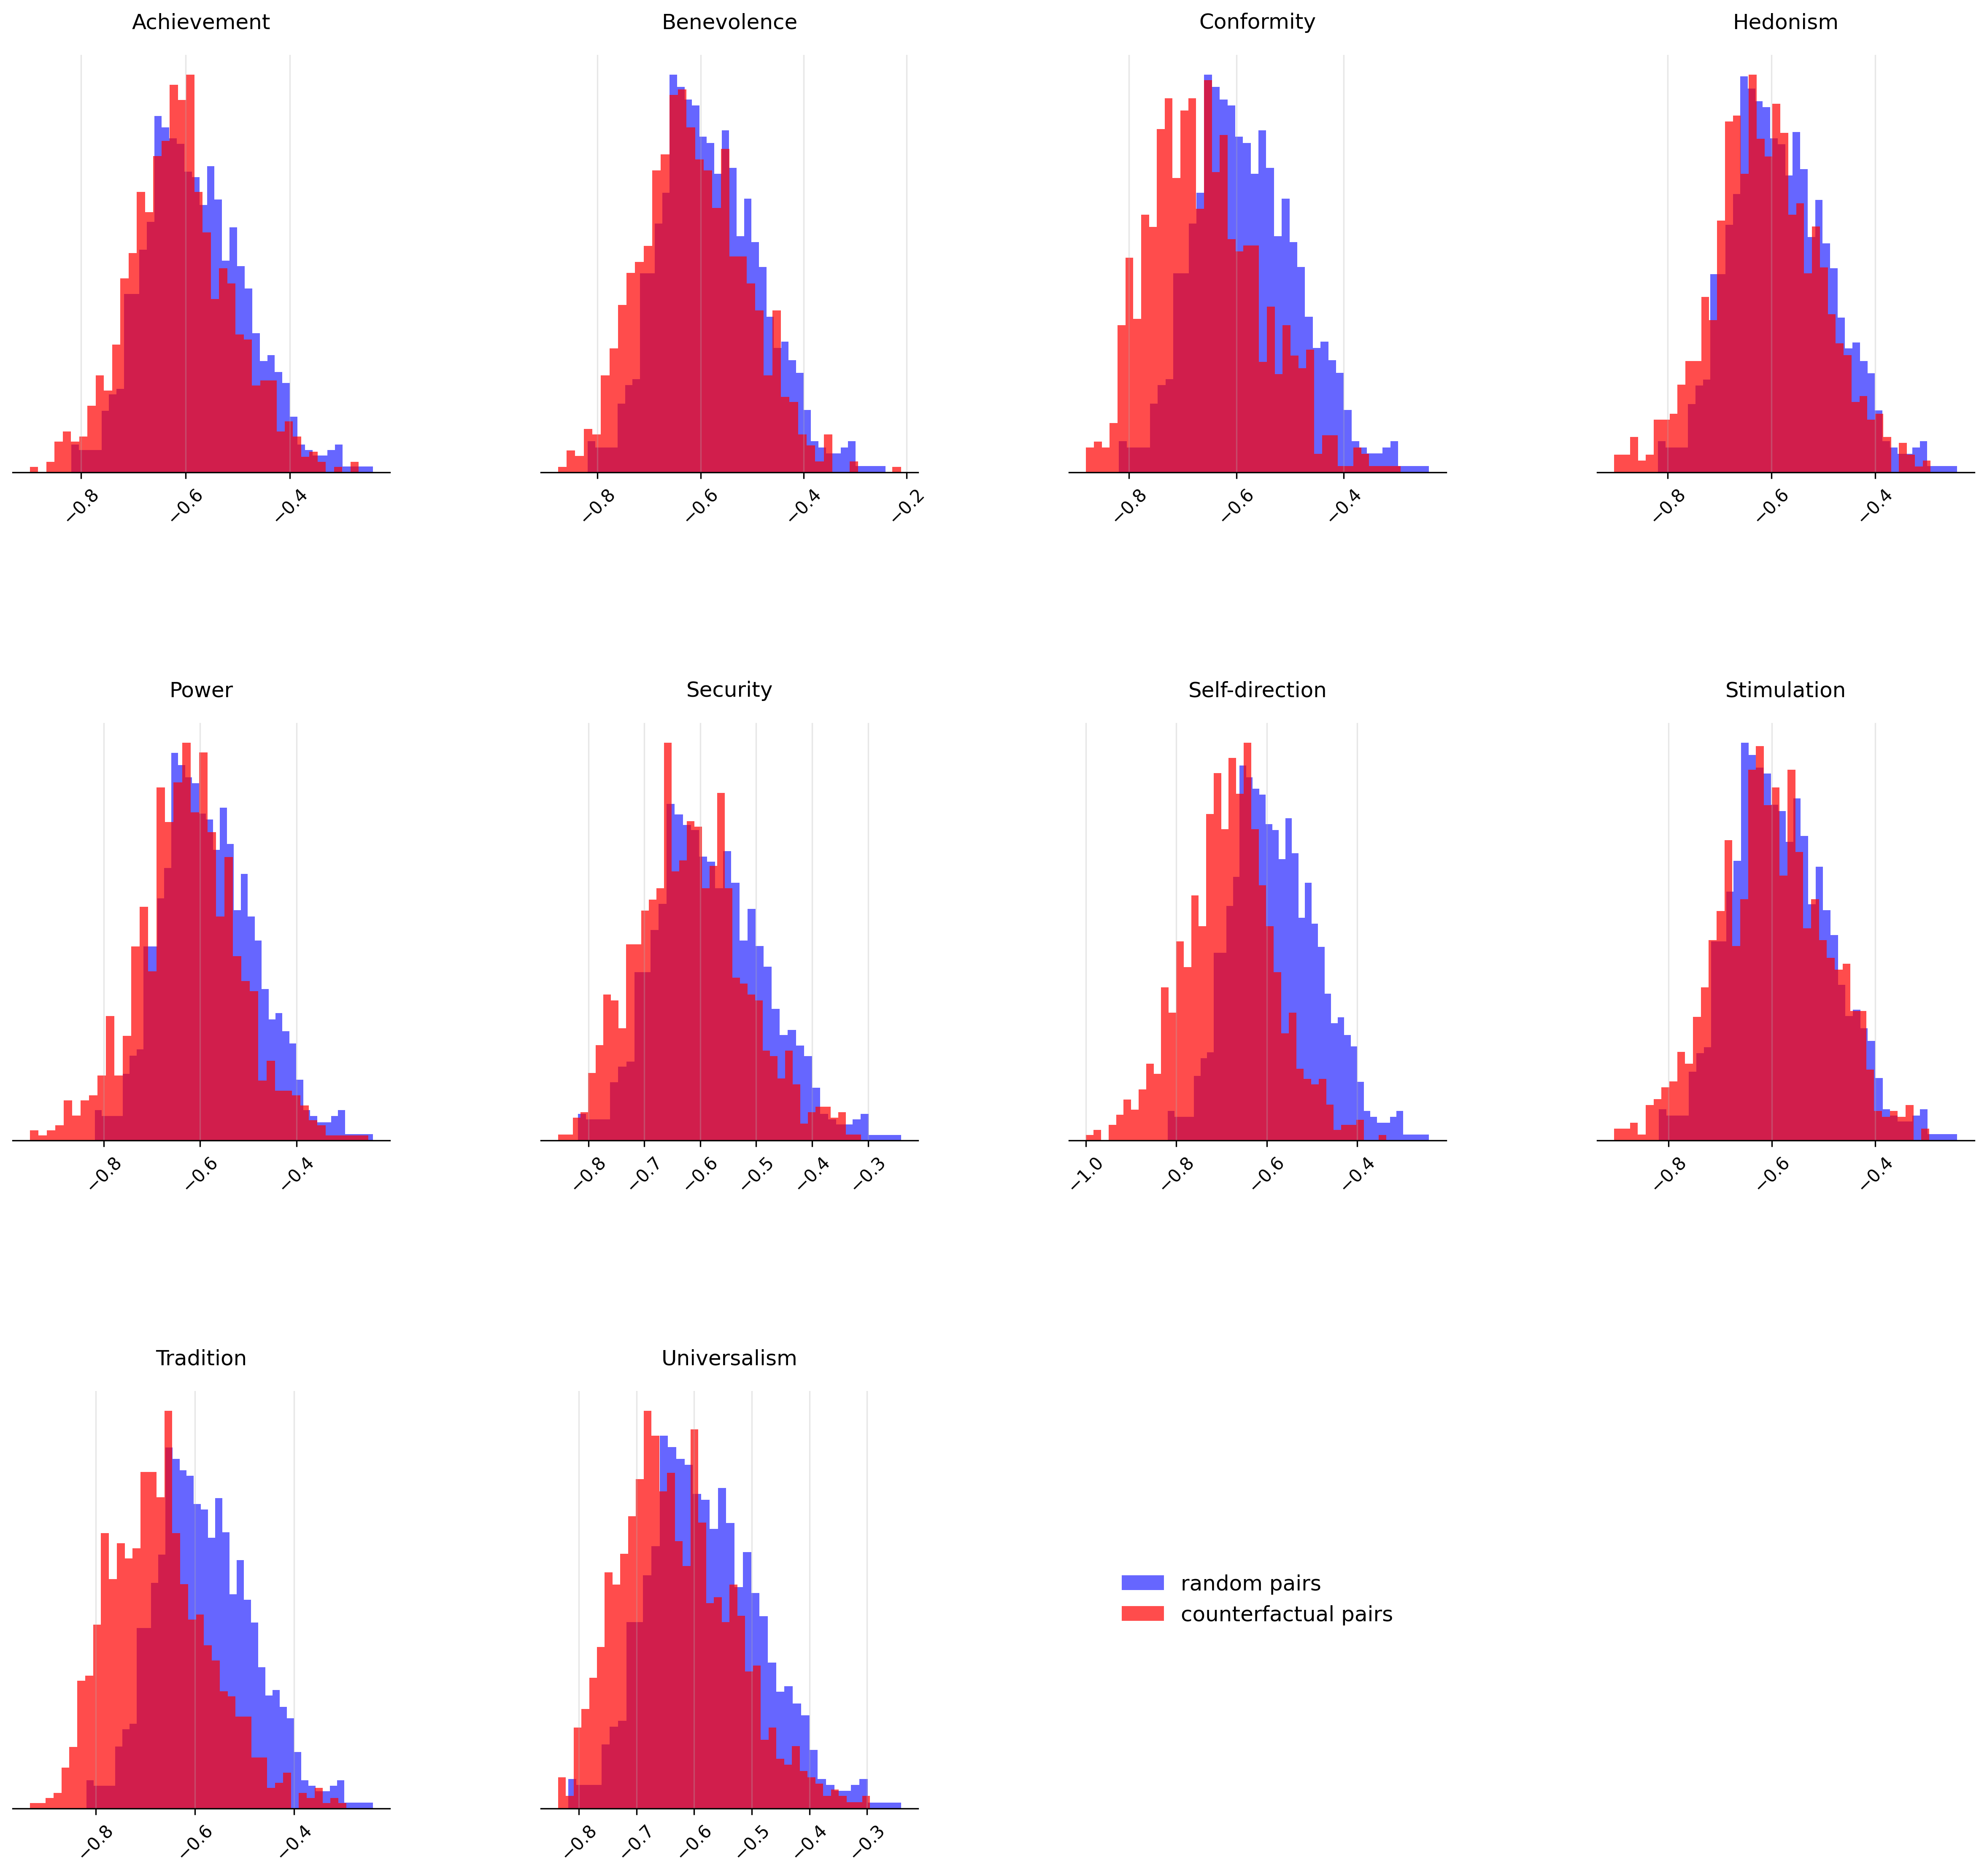 Achievement
Benevolence
Conformity
Hedonism
−0.8 −0.6 −0.4
−0.8 −0.6 −0.4 −0.2
−0.8 −0.6 −0.4
−0.8 −0.6 −0.4
Power
Security
Self-direction
Stimulation
−0.8 −0.6 −0.4
−0.8 −0.7 −0.6 −0.5 −0.4 −0.3
−1.0 −0.8 −0.6 −0.4
−0.8 −0.6 −0.4
Tradition
Universalism
random pairs
counterfactual pairs
−0.8 −0.6 −0.4
−0.8 −0.7 −0.6 −0.5 −0.4 −0.3